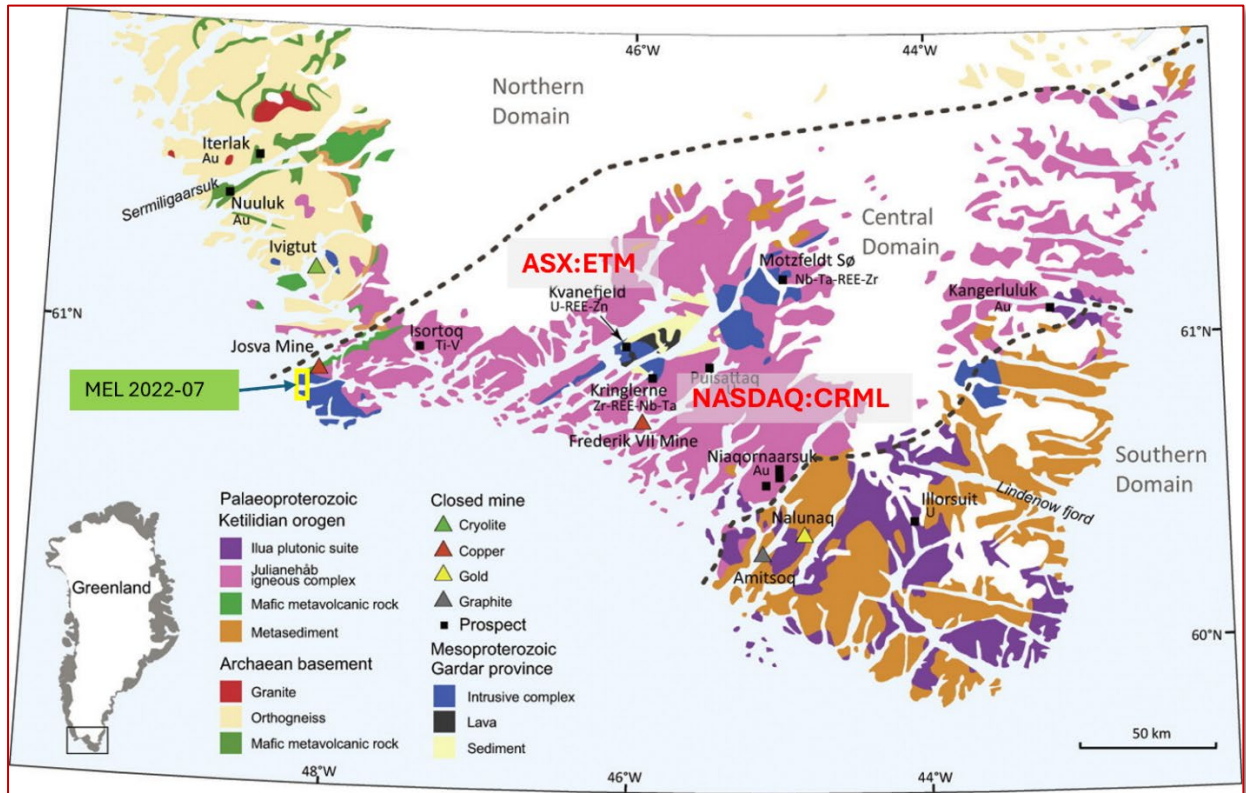 46°W
44°W
Northern
Domain
Iterlak
Au
Sermiligaarsuk
Nuuluk
Au
Ivigtut
Central
Domain
ASX:ETM
Motzfeldt Sø
Nb-Ta-REE-Zr
Kvanefjeld
U-REE-Zn
Kangerluluk
Au
61°N
61°N
Isortoq
Ti-V
Josva Mine
MEL 2022-07
Puisattaq
Kringlerne
Zr-REE-Nb-Ta
NASDAQ:CRML
Frederik VII Mine
Niaqornaarsuk
Au
Southern
Domain
Lindenow fjord
Illorsuit
U
Nalunaq
Amitsoq
60°N
Greenland
Palaeoproterozoic
Ketilidian orogen
Ilua plutonic suite
Julianehåb
igneous complex
Mafic metavolcanic rock
Metasediment
Archaean basement
Granite
Orthogneiss
Mafic metavolcanic rock
Closed mine
Cryolite
Copper
Gold
Graphite
Prospect
Mesoproterozoic
Gardar province
Intrusive complex
Lava
Sediment
50 km
48°W
46°W
44°W